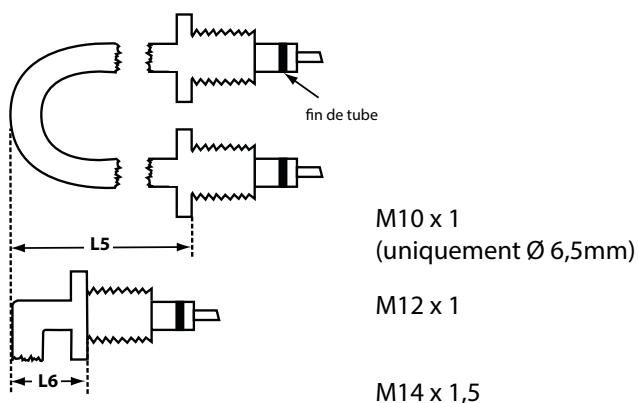 fin de tube
L5
M10 x 1
(uniquement Ø 6,5mm)
M12 x 1
L6
M14 x 1,5